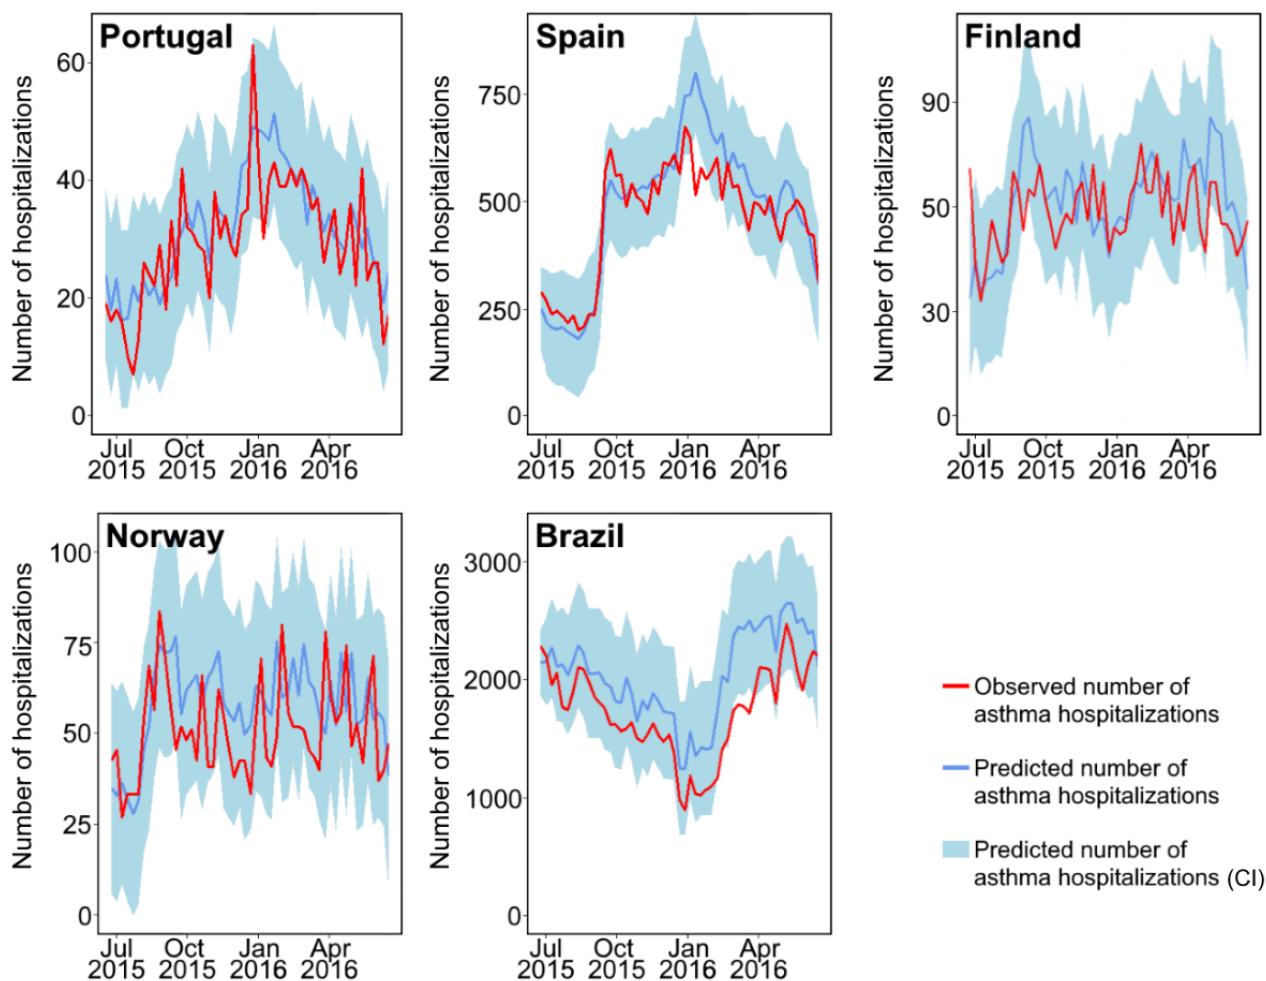 Portugal
Number of hospitalizations
60
40
20
0
Jul
2015
Oct
2015
Jan
2016
Apr
2016
Spain
Number of hospitalizations
750
500
250
0
Jul
2015
Oct
2015
Jan
2016
Apr
2016
Finland
Number of hospitalizations
90
50
30
0
Jul
2015
Oct
2015
Jan
2016
Apr
2016
Norway
Number of hospitalizations
100
75
50
25
0
Jul
2015
Oct
2015
Jan
2016
Apr
2016
Brazil
Number of hospitalizations
3000
2000
1000
0
Jul
2015
Oct
2015
Jan
2016
Apr
2016
Observed number of
asthma hospitalizations
Predicted number of
asthma hospitalizations
Predicted number of
asthma hospitalizations (CI)